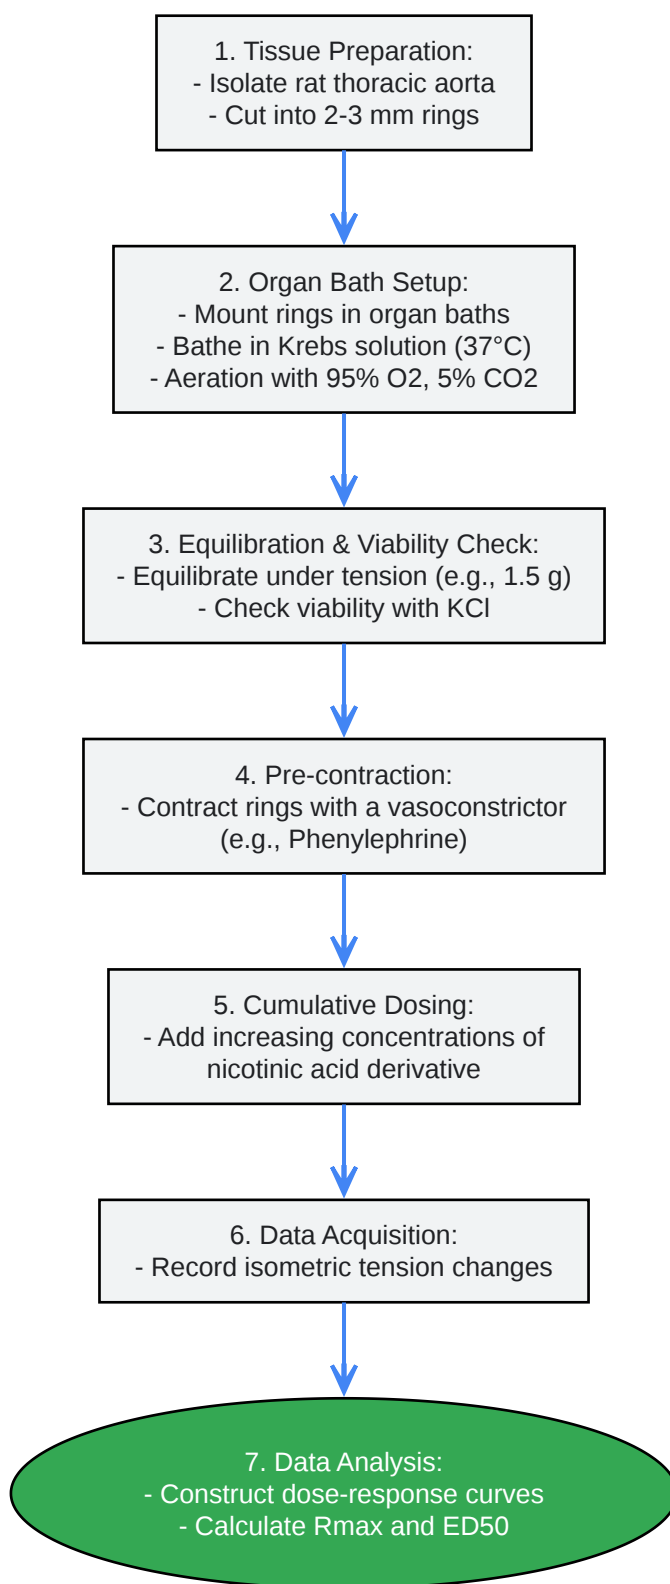 1. Tissue Preparation:
- Isolate rat thoracic aorta
- Cut into 2-3 mm rings
2. Organ Bath Setup:
- Mount rings in organ baths
- Bathe in Krebs solution (37°C)
- Aeration with 95% O2, 5% CO2
3. Equilibration & Viability Check:
- Equilibrate under tension (e.g., 1.5 g)
- Check viability with KCl
4. Pre-contraction:
- Contract rings with a vasoconstrictor
(e.g., Phenylephrine)
5. Cumulative Dosing:
- Add increasing concentrations of
nicotinic acid derivative
6. Data Acquisition:
- Record isometric tension changes
7. Data Analysis:
- Construct dose-response curves
- Calculate Rmax and ED50